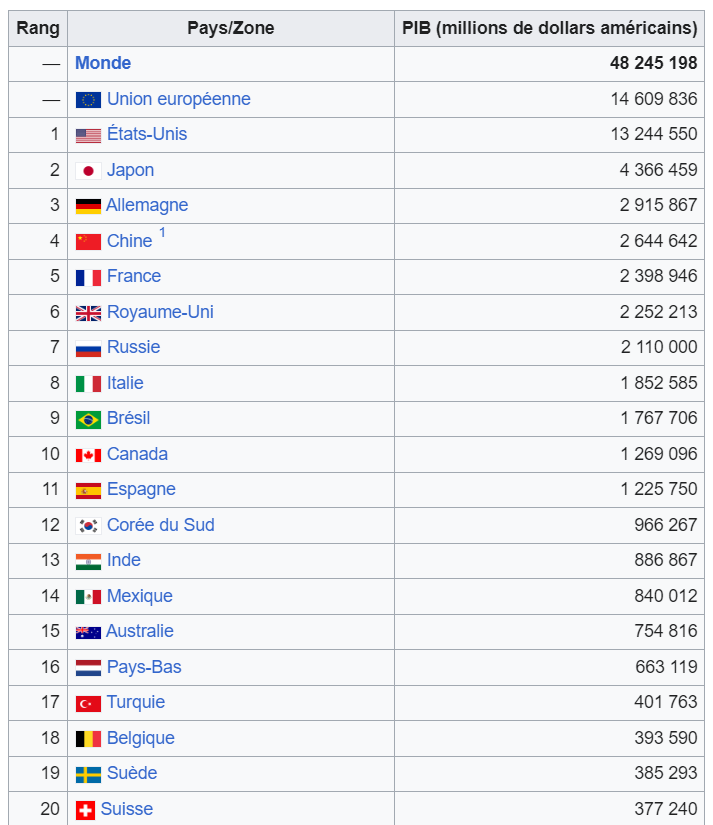 Rang Pays/Zone PIB (millions de dollars américains)
— Monde 48 245 198
— Union européenne 14 609 836
1 États-Unis 13 244 550
2 Japon 4 366 459
3 Allemagne 2 915 867
4 Chine 1 2 644 642
5 France 2 398 946
6 Royaume-Uni 2 252 213
7 Russie 2 110 000
8 Italie 1 852 585
9 Brésil 1 767 706
10 Canada 1 269 096
11 Espagne 1 225 750
12 Corée du Sud 966 267
13 Inde 886 867
14 Mexique 840 012
15 Australie 754 816
16 Pays-Bas 663 119
17 Turquie 401 763
18 Belgique 393 590
19 Suède 385 293
20 Suisse 377 240